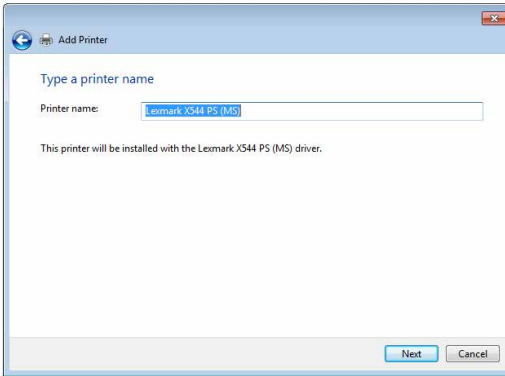 Add Printer
Type a printer name
Printer name: Lexmark X544 PS (MS)
This printer will be installed with the Lexmark X544 PS (MS) driver.
Next Cancel